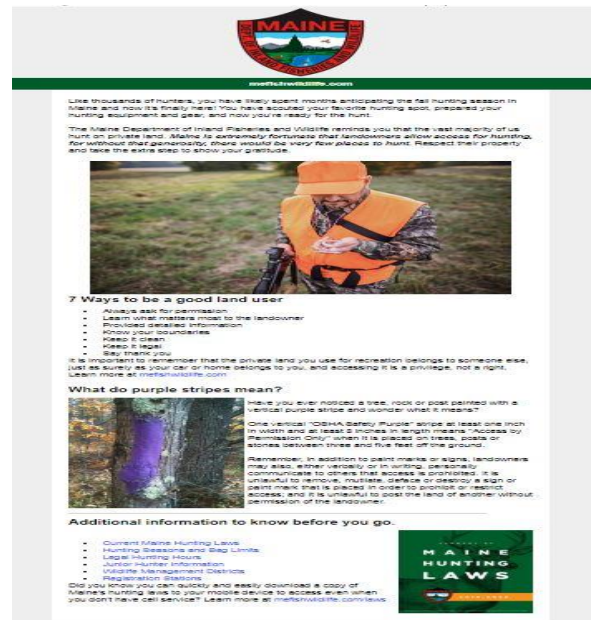 MAINE
DEPT. OF INLAND FISHERIES AND WILDLIFE
mefishwildlife.com
Like thousands of hunters, you have likely spent months anticipating the fall hunting season in
Maine and now it's finally here! You have scouted your favorite hunting spot, prepared your
hunting equipment and gear, and now you're ready for the hunt.
The Maine Department of Inland Fisheries and Wildlife reminds you that the vast majority of us
hunt on private land. Maine is extremely fortunate that landowners allow access for hunting,
for without that generosity, there would be very few places to hunt. Respect their property
and take the extra step to show your gratitude.
7 Ways to be a good land user
Always ask for permission
Learn what matters most to the landowner
Provided detailed information
Know your boundaries
Keep it clean
Keep it legal
Say thank you
It is important to remember that the private land you use for recreation belongs to someone else,
just as surely as your car or home belongs to you, and accessing it is a privilege, not a right.
Learn more at mefishwildlife.com
What do purple stripes mean?
Have you ever noticed a tree, rock or post painted with a
vertical purple stripe and wonder what it means?
One vertical "OSHA Safety Purple" stripe at least one inch
in width and at least 8 inches in length means "Access by
Permission Only" when it is placed on trees, posts or
stones between three and five feet off the ground.
Remember, in addition to paint marks or signs, landowners
may also, either verbally or in writing, personally
communicate to others that access is prohibited. It is
unlawful to remove, mutilate, deface or destroy a sign or
paint mark that is placed in order to prohibit or restrict
access; and it is unlawful to post the land of another without
permission of the landowner.
Additional information to know before you go.
Current Maine Hunting Laws
Hunting Seasons and Bag Limits
Legal Hunting Hours
Junior Hunter Information
Wildlife Management Districts
Registration Stations
Did you know you can quickly and easily download a copy of
Maine's hunting laws to your mobile device to access even when
you don't have cell service? Learn more at mefishwildlife.com/laws
MAINE
HUNTING
LAWS